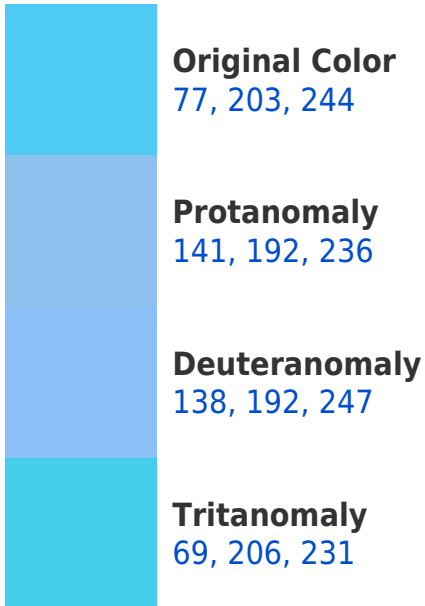 Original Color
77, 203, 244
Protanomaly
141, 192, 236
Deuteranomaly
138, 192, 247
Tritanomaly
69, 206, 231